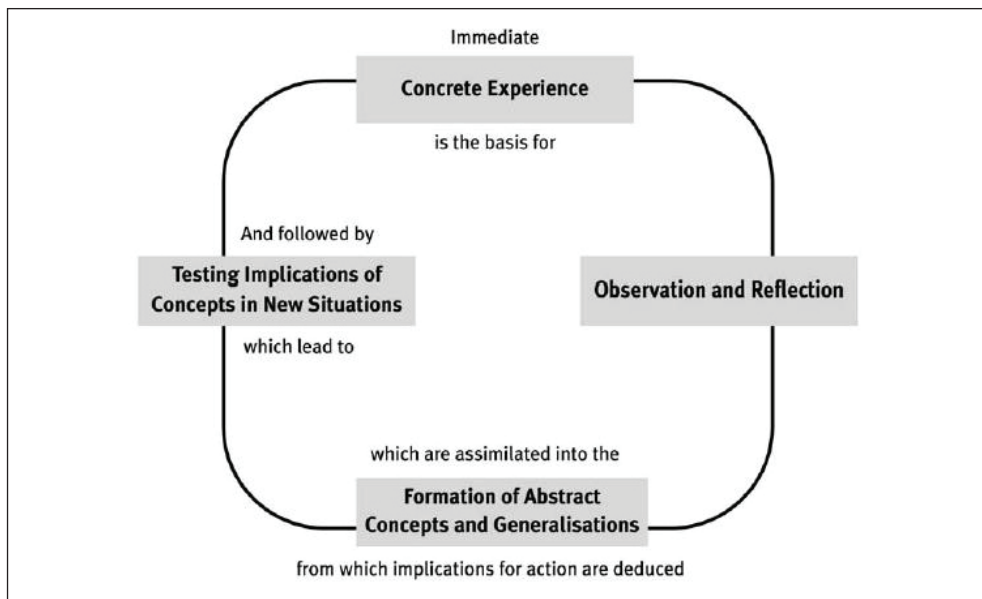 Immediate
Concrete Experience
is the basis for
And followed by
Testing Implications of
Concepts in New Situations
which lead to
Observation and Reflection
which are assimilated into the
Formation of Abstract
Concepts and Generalisations
from which implications for action are deduced